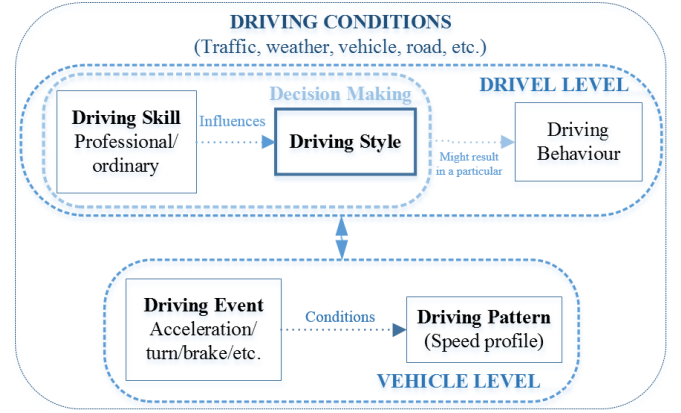 DRIVING CONDITIONS
(Traffic, weather, vehicle, road, etc.)
DRIVEL LEVEL
Decision Making
Driving Skill
Professional/
ordinary
Influences
Driving Style
Might result
in a particular
Driving
Behaviour
Driving Event
Acceleration/
turn/brake/etc.
Conditions
Driving Pattern
(Speed profile)
VEHICLE LEVEL